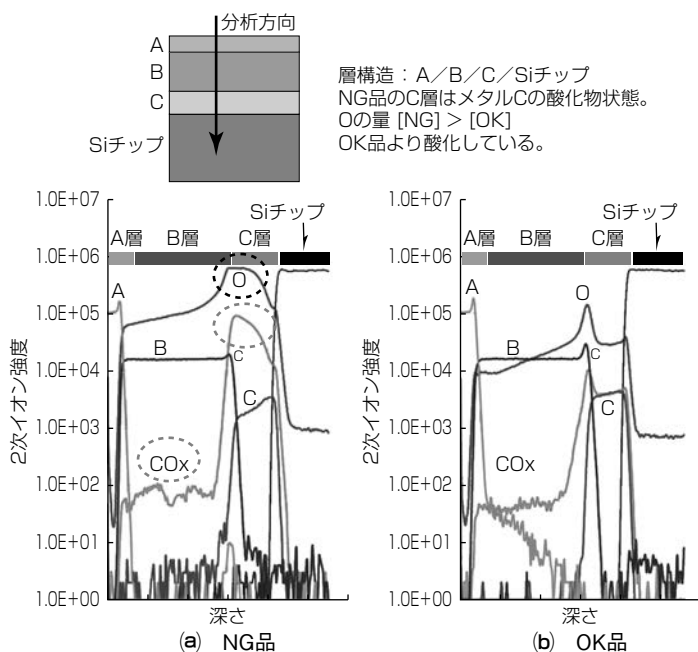 分析方向
A
B
C
Siチップ
層構造：A／B／C／Siチップ
NG品のC層はメタルCの酸化物状態。
Oの量 [NG] > [OK]
OK品より酸化している。
2次イオン強度
1.0E+07
1.0E+06
1.0E+05
1.0E+04
1.0E+03
1.0E+02
1.0E+01
1.0E+00
Siチップ
A層
B層
C層
A
O
B
C
C
COx
深さ
(a) NG品
2次イオン強度
1.0E+07
1.0E+06
1.0E+05
1.0E+04
1.0E+03
1.0E+02
1.0E+01
1.0E+00
Siチップ
A層
B層
C層
A
O
B
C
C
COx
深さ
(b) OK品